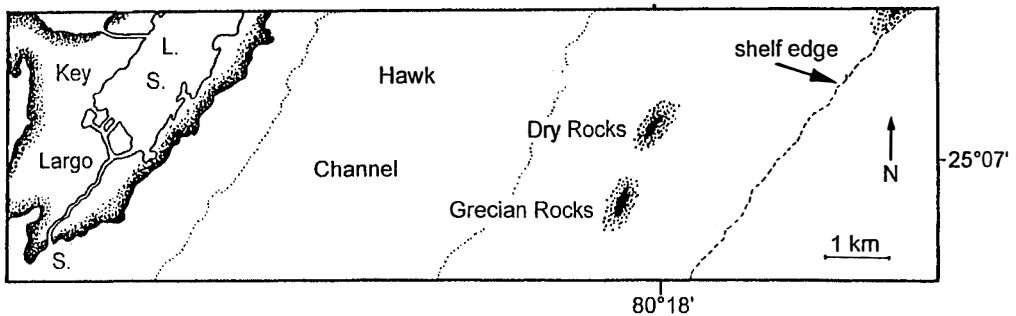 L.
shelf edge
Key
Hawk
S.
Dry Rocks
Largo
25°07'
Channel
N
Grecian Rocks
1 km
S.
80°18'